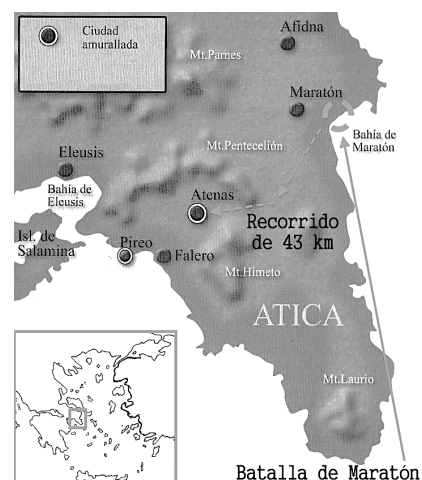 Ciudad
amurallada
Afidna
Mt.Parnes
Maratón
Bahía de
Maratón
Mt.Pentecelión
Eleusis
Bahía de
Eleusis
Atenas
Recorrido
de 43 km
Isl. de
Salamina
Pireo
Falero
Mt.Himeto
ATICA
Mt.Laurio
Batalla de Maratón